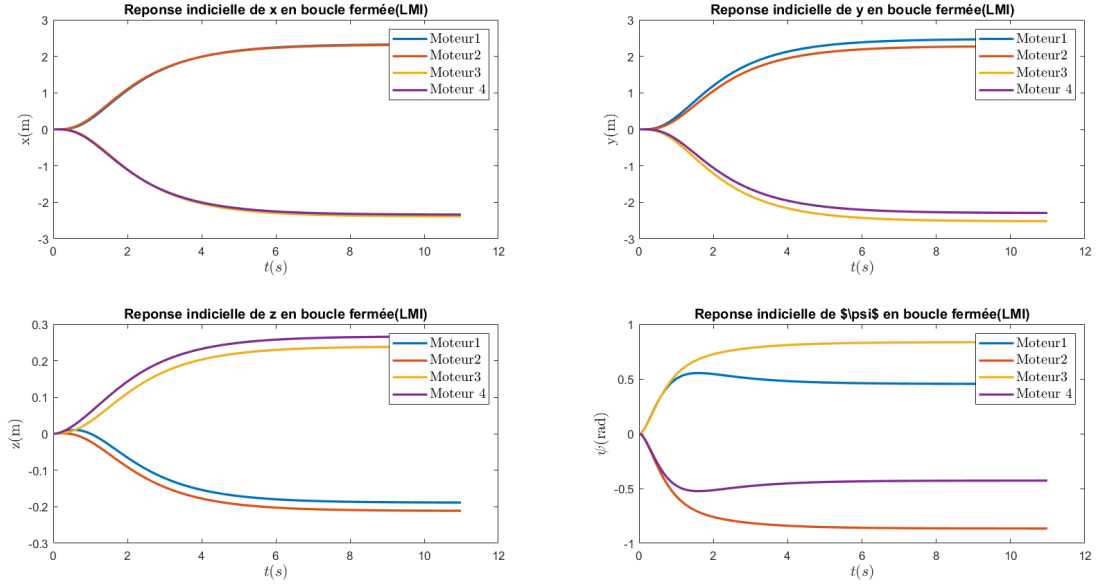 Reponse indicielle de x en boucle fermée(LMI)
3
2
1
0
-1
-2
-3
x(m)
Moteur1
Moteur2
Moteur3
Moteur 4
0 2 4 6 8 10 12
t(s)
Reponse indicielle de y en boucle fermée(LMI)
3
2
1
0
-1
-2
-3
y(m)
Moteur1
Moteur2
Moteur3
Moteur 4
0 2 4 6 8 10 12
t(s)
Reponse indicielle de z en boucle fermée(LMI)
0.3
0.2
0.1
0
-0.1
-0.2
-0.3
z(m)
Moteur1
Moteur2
Moteur3
Moteur 4
0 2 4 6 8 10 12
t(s)
Reponse indicielle de $\psi$ en boucle fermée(LMI)
1
0.5
0
-0.5
-1
ψ(rad)
Moteur1
Moteur2
Moteur3
Moteur 4
0 2 4 6 8 10 12
t(s)